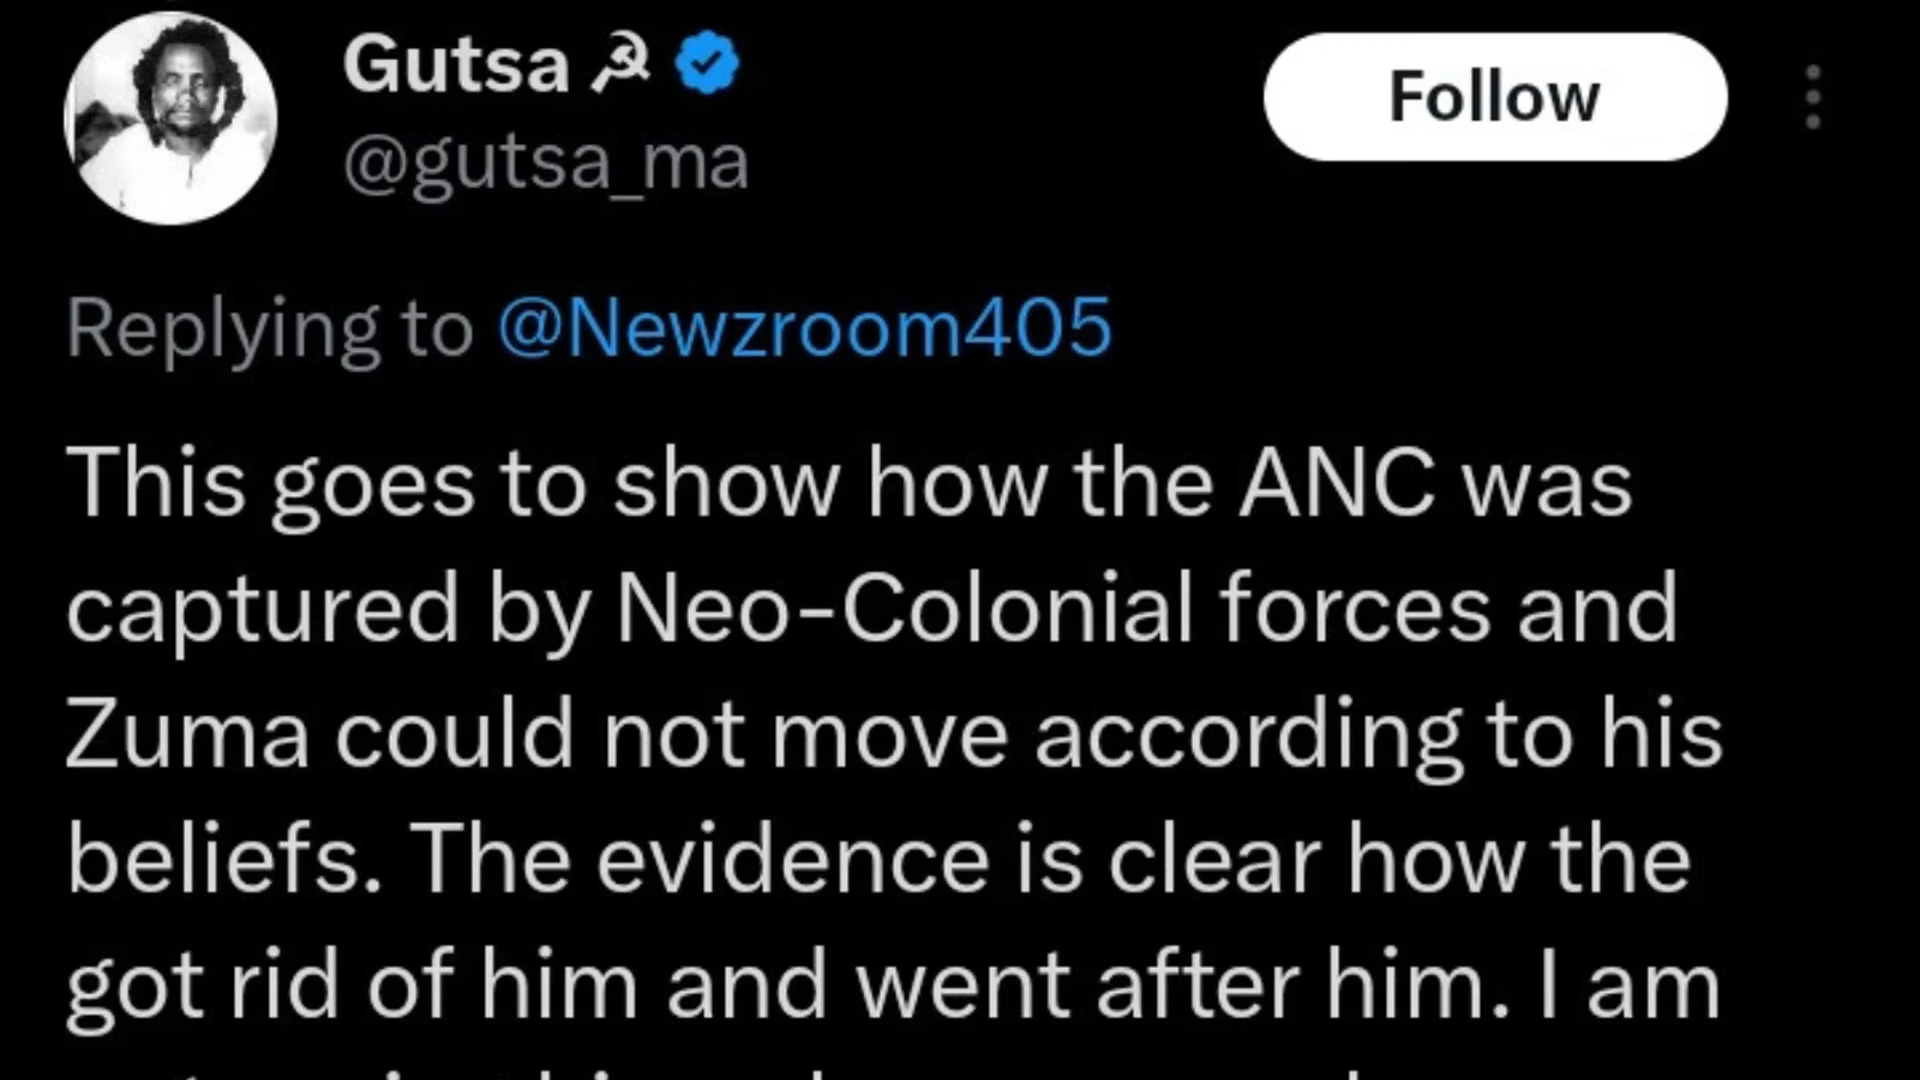 Gutsa ☭
@gutsa_ma
Follow
Replying to @Newzroom405
This goes to show how the ANC was
captured by Neo-Colonial forces and
Zuma could not move according to his
beliefs. The evidence is clear how the
got rid of him and went after him. I am